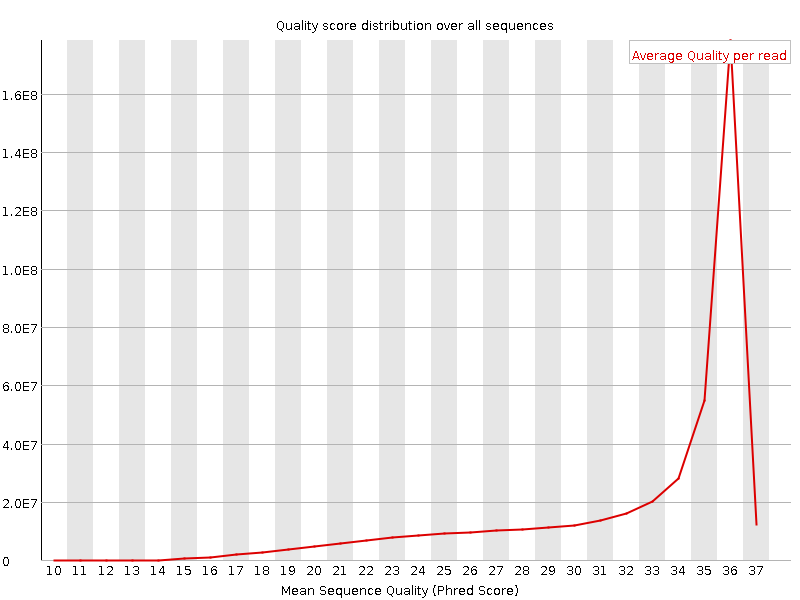 Quality score distribution over all sequences
Average Quality per read
1.6E8
1.4E8
1.2E8
1.0E8
8.0E7
6.0E7
4.0E7
2.0E7
0
10 11 12 13 14 15 16 17 18 19 20 21 22 23 24 25 26 27 28 29 30 31 32 33 34 35 36 37
Mean Sequence Quality (Phred Score)